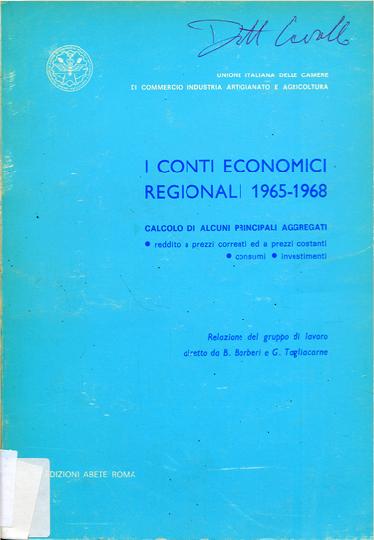 Dott Cavallo
UNIONE ITALIANA DELLE CAMERE
DI COMMERCIO INDUSTRIA ARTIGIANATO E AGRICOLTURA
I CONTI ECONOMICI
REGIONALI 1965-1968
CALCOLO DI ALCUNI PRINCIPALI AGGREGATI
• reddito a prezzi correnti ed a prezzi costanti
• consumi • investimenti
Relazione del gruppo di lavoro
diretto da B. Barberi e G. Tagliacarne
EDIZIONI ABETE ROMA